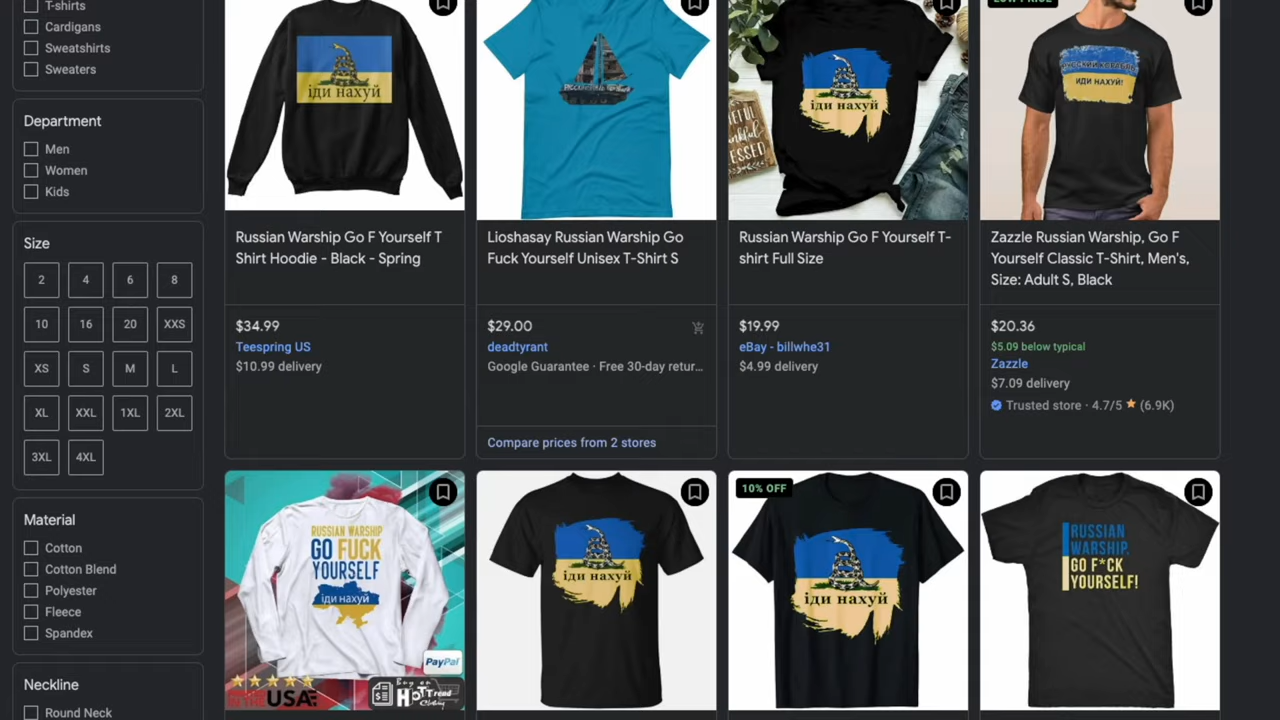 T-shirts
Cardigans
Sweatshirts
Sweaters
Department
Men
Women
Kids
Size
2 4 6 8
10 16 20 XXS
XS S M L
XL XXL 1XL 2XL
3XL 4XL
Material
Cotton
Cotton Blend
Polyester
Fleece
Spandex
Neckline
Round Neck
іди нахуй
Russian Warship Go F Yourself T
Shirt Hoodie - Black - Spring
$34.99
Teespring US
$10.99 delivery
Lioshasay Russian Warship Go
Fuck Yourself Unisex T-Shirt S
$29.00
deadtyrant
Google Guarantee · Free 30-day retur...
Compare prices from 2 stores
іди нахуй
Russian Warship Go F Yourself T-
shirt Full Size
$19.99
eBay - billwhe31
$4.99 delivery
LOW PRICE
ИДИ НАХУЙ!
Zazzle Russian Warship, Go F
Yourself Classic T-Shirt, Men's,
Size: Adult S, Black
$20.36
$5.09 below typical
Zazzle
$7.09 delivery
Trusted store · 4.7/5 ★ (6.9K)
RUSSIAN WARSHIP
GO FUCK
YOURSELF
іди нахуй
PayPal
USA
Buy on
HotTrend
Clothing
іди нахуй
10% OFF
іди нахуй
RUSSIAN
WARSHIP,
GO F*CK
YOURSELF!